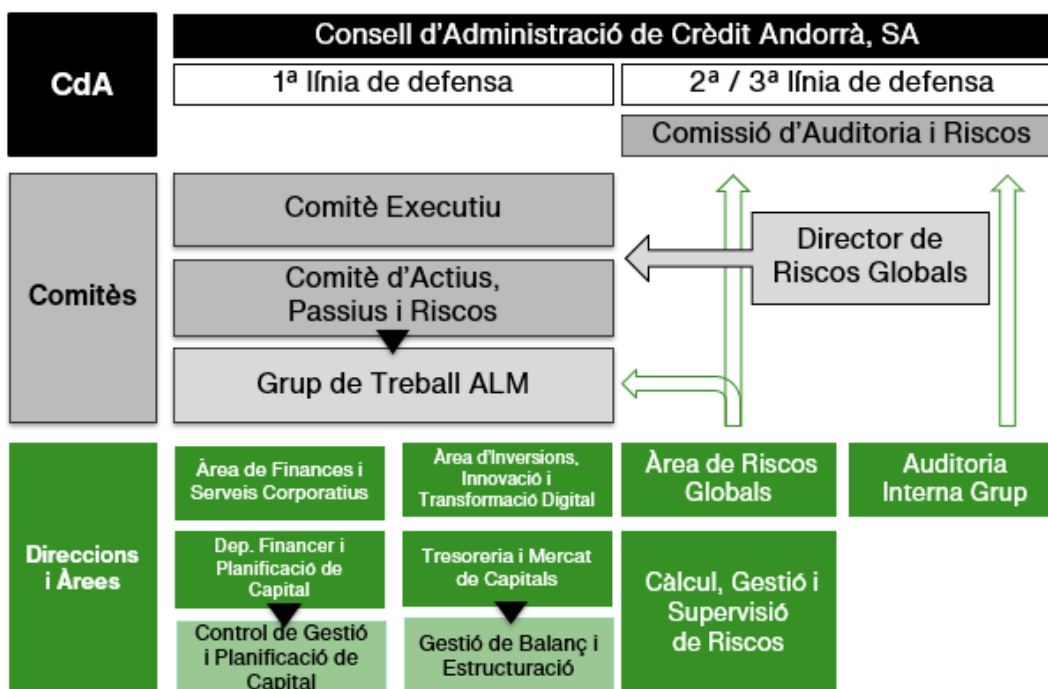 Consell d'Administració de Crèdit Andorrà, SA
CdA
1ª línia de defensa
2ª / 3ª línia de defensa
Comissió d'Auditoria i Riscos
Comitès
Comitè Executiu
Comitè d'Actius,
Passius i Riscos
Grup de Treball ALM
Director de
Riscos Globals
Direccions
i Àrees
Àrea de Finances i
Serveis Corporatius
Àrea d'Inversions,
Innovació i
Transformació Digital
Àrea de Riscos
Globals
Auditoria
Interna Grup
Dep. Financer i
Planificació de
Capital
Tresoreria i Mercat
de Capitals
Càlcul, Gestió i
Supervisió
de Riscos
Control de Gestió
i Planificació de
Capital
Gestió de Balanç i
Estructuració